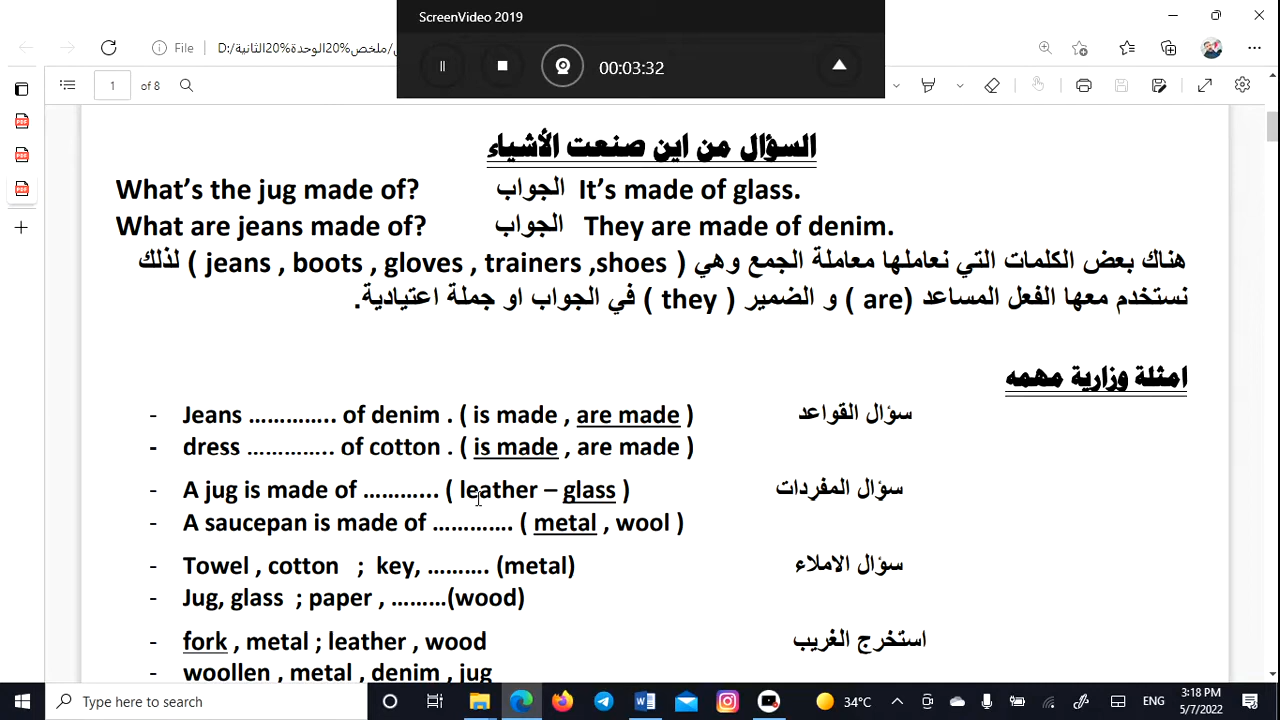 ScreenVideo 2019
00:03:32
File
D:/ملخص%20الوحدة%20الثانية
1 of 8
السؤال من اين صنعت الأشياء
What's the jug made of? الجواب It's made of glass.
What are jeans made of? الجواب They are made of denim.
هناك بعض الكلمات التي نعاملها معاملة الجمع وهي ( jeans , boots , gloves , trainers ,shoes ) لذلك
نستخدم معها الفعل المساعد (are ) و الضمير ( they ) في الجواب او جملة اعتيادية.
امثلة وزارية مهمه
- Jeans ………….. of denim . ( is made , are made ) سؤال القواعد
- dress ………….. of cotton . ( is made , are made )
- A jug is made of ……….. ( leather – glass ) سؤال المفردات
- A saucepan is made of …………. ( metal , wool )
- Towel , cotton ; key, ………. (metal) سؤال الاملاء
- Jug, glass ; paper , ………(wood)
- fork , metal ; leather , wood استخرج الغريب
- woollen , metal , denim , jug
Type here to search
34°C
ENG
3:18 PM
5/7/2022